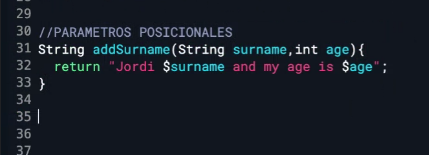 29
30 //PARAMETROS POSICIONALES
31 String addSurname(String surname,int age){
32   return "Jordi $surname and my age is $age";
33 }
34
35
36
37